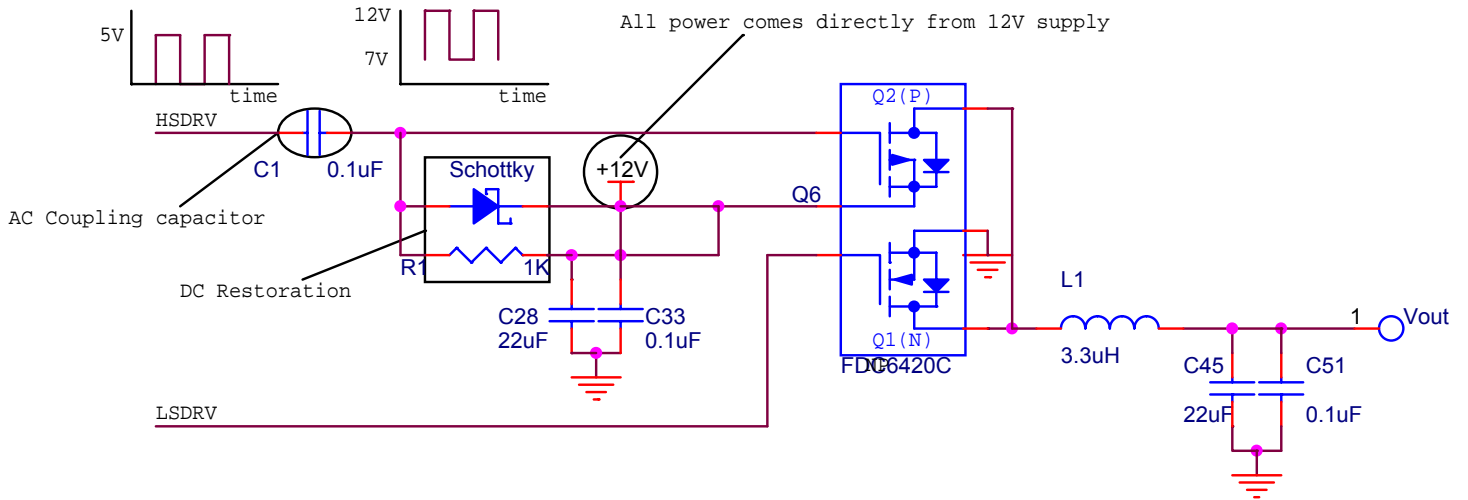 12V
All power comes directly from 12V supply
5V
7V
time
time
HSDRV
Q2(P)
C1
0.1uF
Schottky
+12V
Q6
AC Coupling capacitor
R1
1K
DC Restoration
L1
C28
C33
22uF
0.1uF
Q1(N)
1
Vout
3.3uH
FDC6420C
C45
C51
LSDRV
22uF
0.1uF